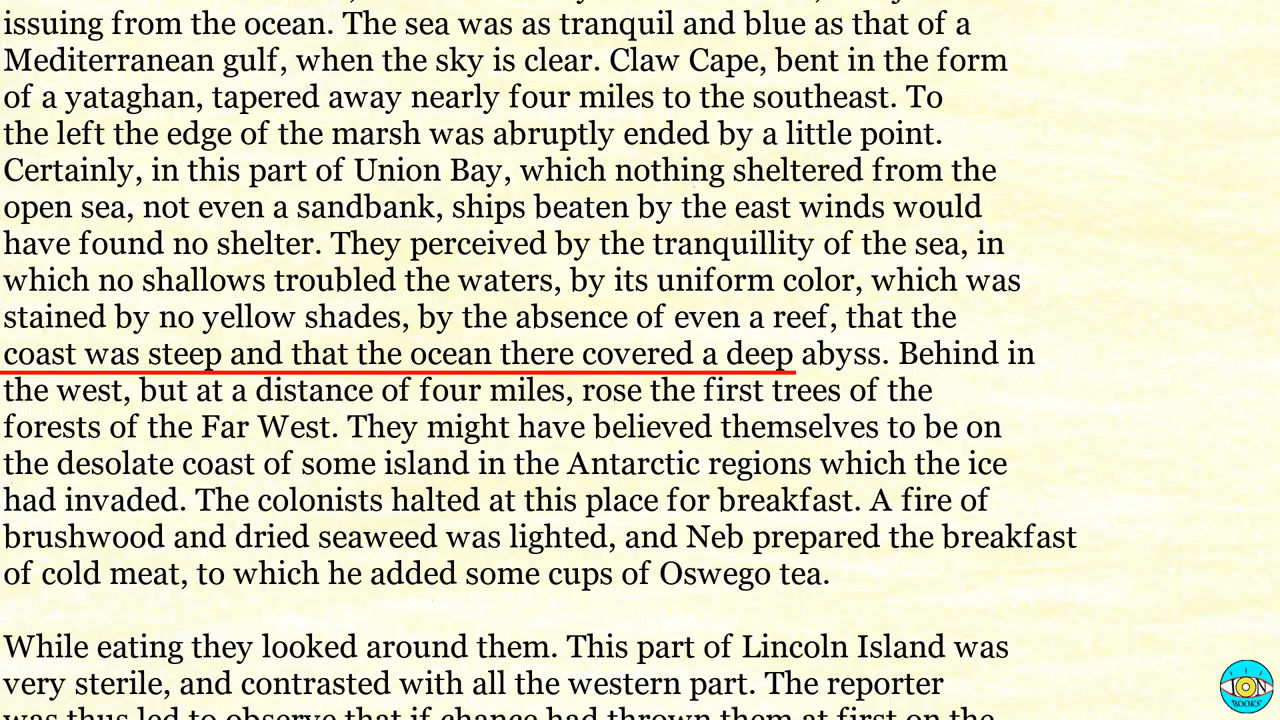 issuing from the ocean. The sea was as tranquil and blue as that of a
Mediterranean gulf, when the sky is clear. Claw Cape, bent in the form
of a yataghan, tapered away nearly four miles to the southeast. To
the left the edge of the marsh was abruptly ended by a little point.
Certainly, in this part of Union Bay, which nothing sheltered from the
open sea, not even a sandbank, ships beaten by the east winds would
have found no shelter. They perceived by the tranquillity of the sea, in
which no shallows troubled the waters, by its uniform color, which was
stained by no yellow shades, by the absence of even a reef, that the
coast was steep and that the ocean there covered a deep abyss. Behind in
the west, but at a distance of four miles, rose the first trees of the
forests of the Far West. They might have believed themselves to be on
the desolate coast of some island in the Antarctic regions which the ice
had invaded. The colonists halted at this place for breakfast. A fire of
brushwood and dried seaweed was lighted, and Neb prepared the breakfast
of cold meat, to which he added some cups of Oswego tea.
While eating they looked around them. This part of Lincoln Island was
very sterile, and contrasted with all the western part. The reporter
was thus led to observe that if chance had thrown them at first on the
ION
BOOKS